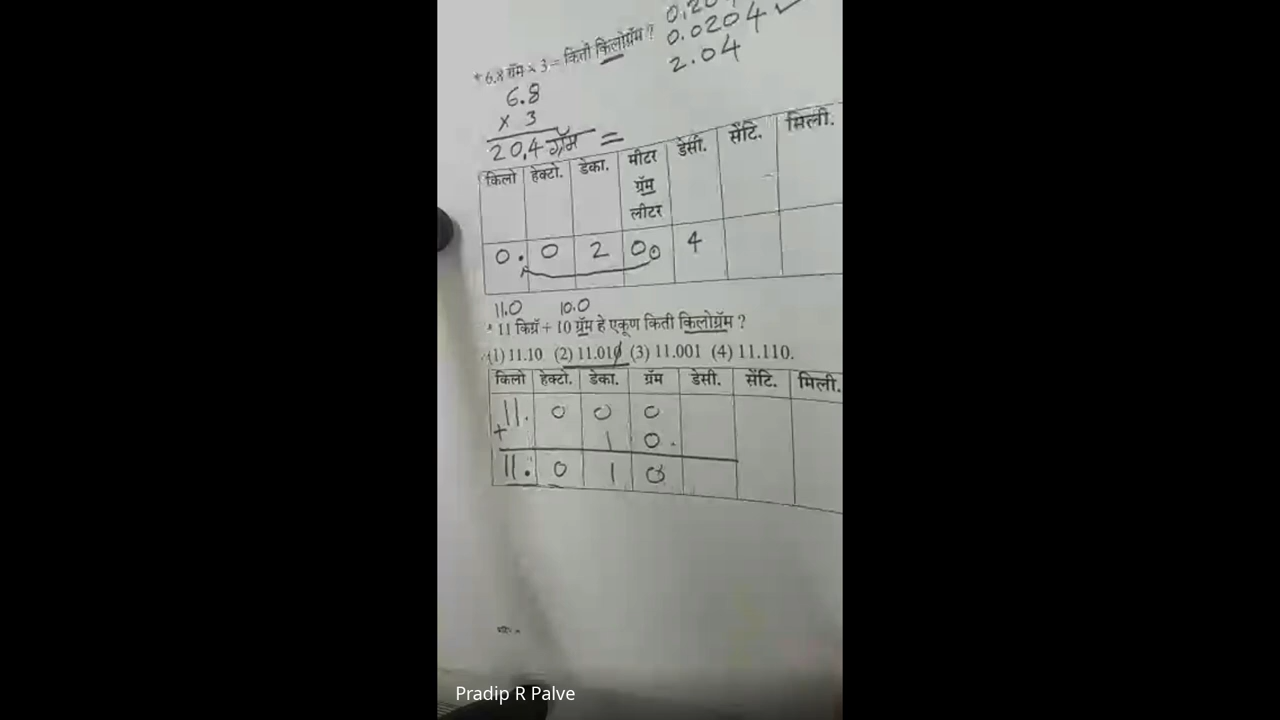 0.20
0.0204 ✓
2.04
* 6.8 ग्रॅम × 3 = किती किलोग्रॅम ?
6.8
× 3
20.4 ग्रॅम =
किलो हेक्टो. डेका. मीटर ग्रॅम लीटर डेसी. सेंटि. मिली.
0. 0 2 0 0 4
11.0 10.0
* 11 किग्रॅ + 10 ग्रॅम हे एकूण किती किलोग्रॅम ?
(1) 11.10 (2) 11.010 (3) 11.001 (4) 11.110.
किलो हेक्टो. डेका. ग्रॅम डेसी. सेंटि. मिली.
11. 0 0 0
+ 1 0.
11. 0 1 0
Pradip R Palve